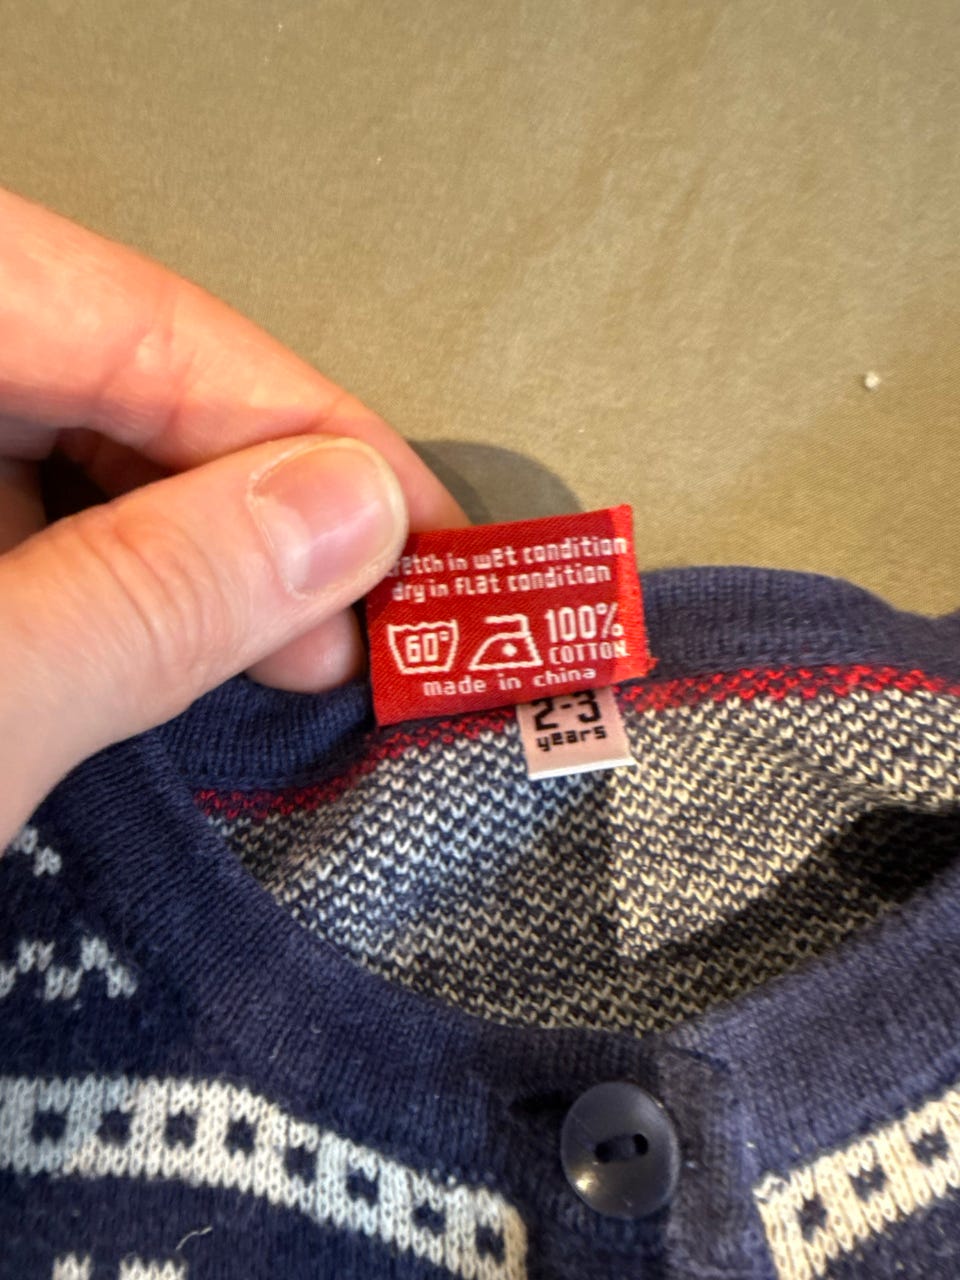 in wet condition
dry in flat condition
60° 100%
COTTON
made in china
2-3
years